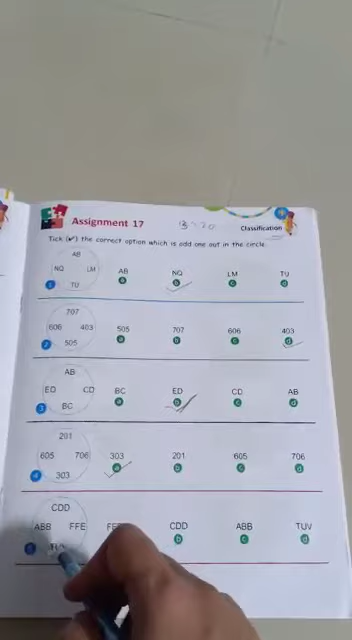 Assignment 17
Classification
Tick (✔) the correct option which is odd one out in the circle.
AB
NQ LM
TU
1
AB NQ LM TU
a b c d
707
606 403
505
2
505 707 606 403
a b c d
AB
ED CD
BC
3
BC ED CD AB
a b c d
201
605 706
303
4
303 201 605 706
a b c d
CDD
ABB FFE
CDD ABB TUV
b c d